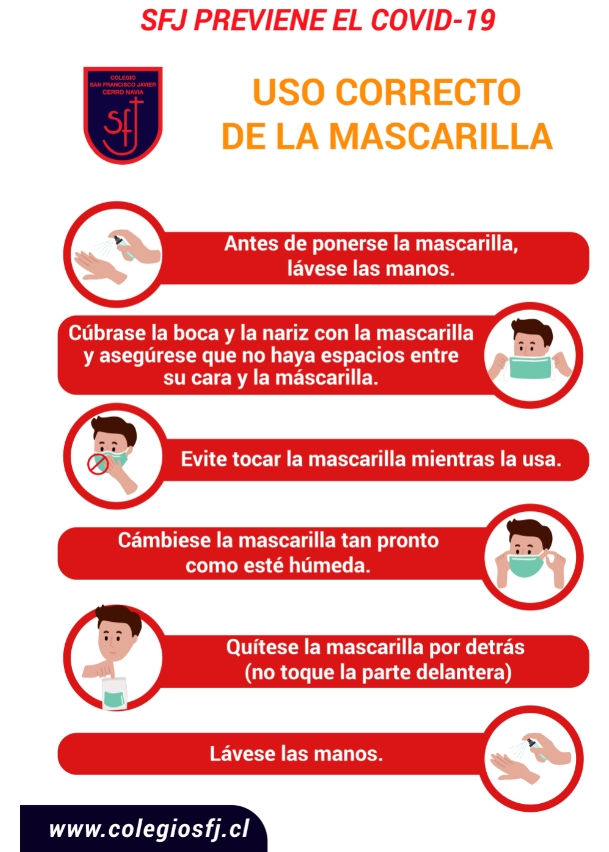 SFJ PREVIENE EL COVID-19
COLEGIO
SAN FRANCISCO JAVIER
CERRO NAVIA
sfj
USO CORRECTO
DE LA MASCARILLA
Antes de ponerse la mascarilla,
lávese las manos.
Cúbrase la boca y la nariz con la mascarilla
y asegúrese que no haya espacios entre
su cara y la máscarilla.
Evite tocar la mascarilla mientras la usa.
Cámbiese la mascarilla tan pronto
como esté húmeda.
Quítese la mascarilla por detrás
(no toque la parte delantera)
Lávese las manos.
www.colegiosfj.cl